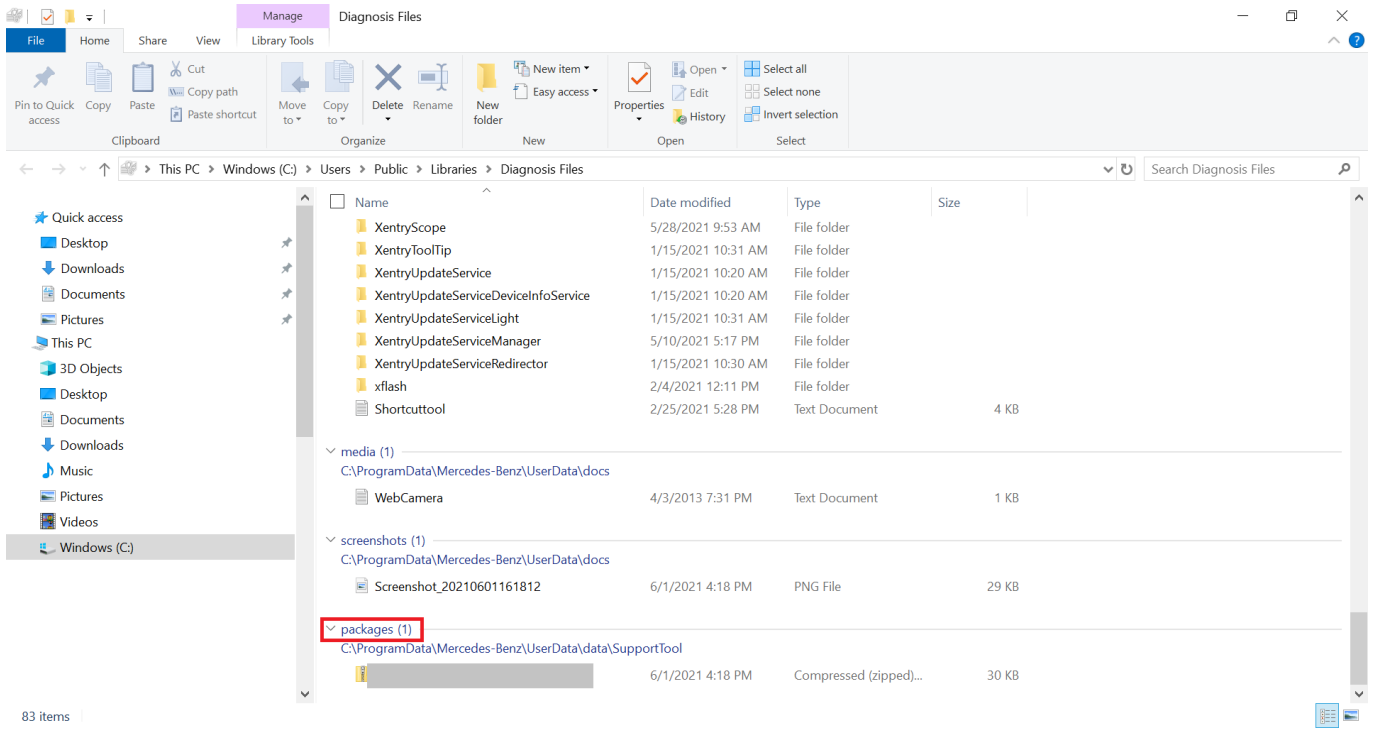 Manage
Diagnosis Files
File
Home
Share
View
Library Tools
?
Pin to Quick access
Copy
Paste
Cut
Copy path
Paste shortcut
Move to
Copy to
Delete
Rename
New folder
New item
Easy access
Properties
Open
Edit
History
Select all
Select none
Invert selection
Clipboard
Organize
New
Open
Select
This PC > Windows (C:) > Users > Public > Libraries > Diagnosis Files
Search Diagnosis Files
Quick access
Desktop
Downloads
Documents
Pictures
This PC
3D Objects
Desktop
Documents
Downloads
Music
Pictures
Videos
Windows (C:)
Name Date modified Type Size
XentryScope 5/28/2021 9:53 AM File folder
XentryToolTip 1/15/2021 10:31 AM File folder
XentryUpdateService 1/15/2021 10:20 AM File folder
XentryUpdateServiceDeviceInfoService 1/15/2021 10:20 AM File folder
XentryUpdateServiceLight 1/15/2021 10:31 AM File folder
XentryUpdateServiceManager 5/10/2021 5:17 PM File folder
XentryUpdateServiceRedirector 1/15/2021 10:30 AM File folder
xflash 2/4/2021 12:11 PM File folder
Shortcuttool 2/25/2021 5:28 PM Text Document 4 KB
media (1)
C:\ProgramData\Mercedes-Benz\UserData\docs
WebCamera 4/3/2013 7:31 PM Text Document 1 KB
screenshots (1)
C:\ProgramData\Mercedes-Benz\UserData\docs
Screenshot_20210601161812 6/1/2021 4:18 PM PNG File 29 KB
packages (1)
C:\ProgramData\Mercedes-Benz\UserData\data\SupportTool
6/1/2021 4:18 PM Compressed (zipped)... 30 KB
83 items